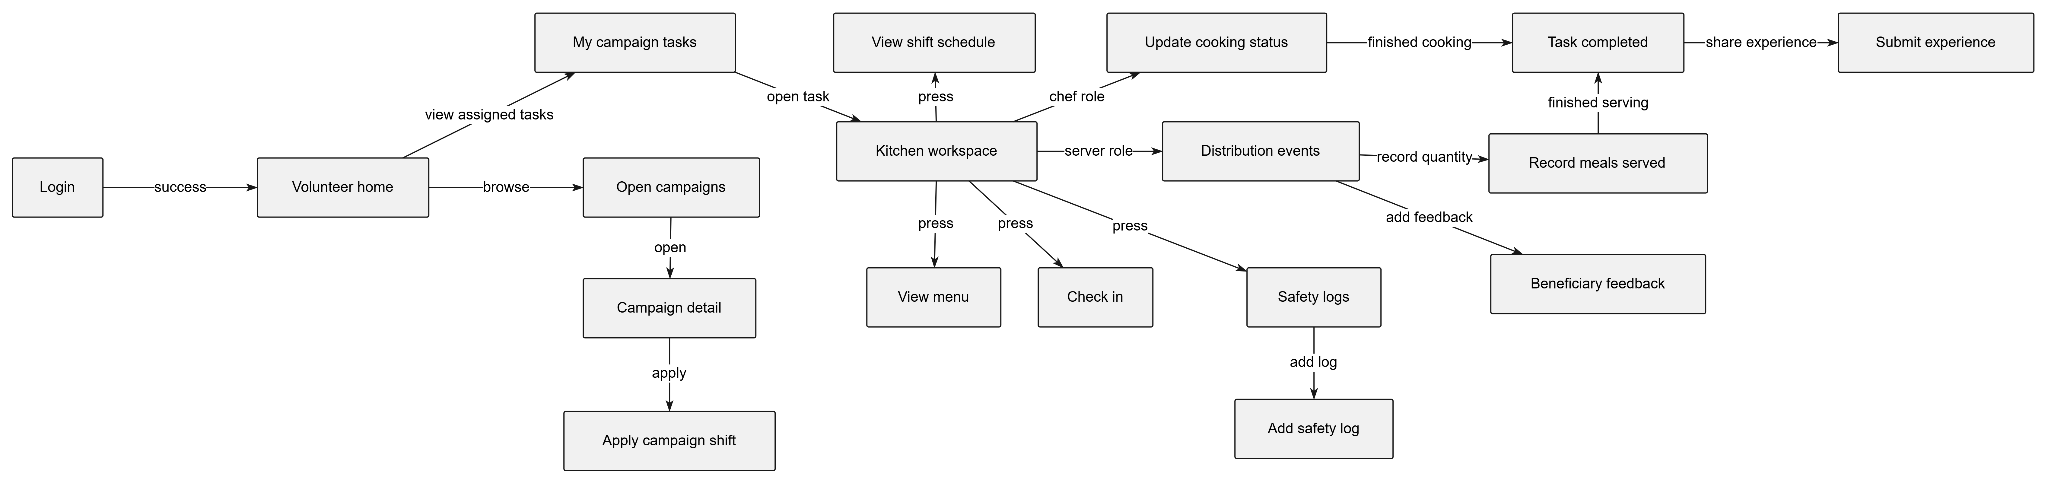 My campaign tasks
View shift schedule
Update cooking status
finished cooking
Task completed
share experience
Submit experience
view assigned tasks
open task
press
chef role
finished serving
Login
success
Volunteer home
browse
Open campaigns
Kitchen workspace
server role
Distribution events
record quantity
Record meals served
open
press
press
press
add feedback
Campaign detail
View menu
Check in
Safety logs
Beneficiary feedback
apply
add log
Apply campaign shift
Add safety log